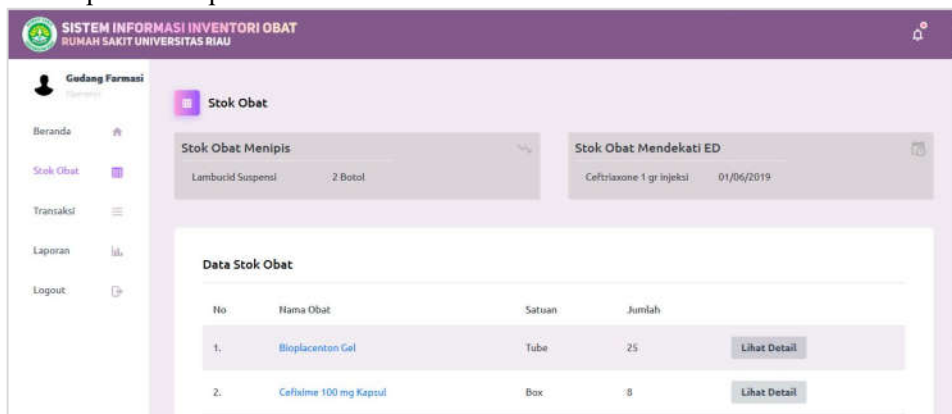 SISTEM INFORMASI INVENTORI OBAT
RUMAH SAKIT UNIVERSITAS RIAU
Gudang Farmasi
Beranda
Stok Obat
Transaksi
Laporan
Logout
Stok Obat
Stok Obat Menipis
Lambucid Suspensi 2 Botol
Stok Obat Mendekati ED
Ceftriaxone 1 gr injeksi 01/06/2019
Data Stok Obat
No Nama Obat Satuan Jumlah
1. Bioplacenton Gel Tube 25 Lihat Detail
2. Cefixime 100 mg Kapsul Box 8 Lihat Detail